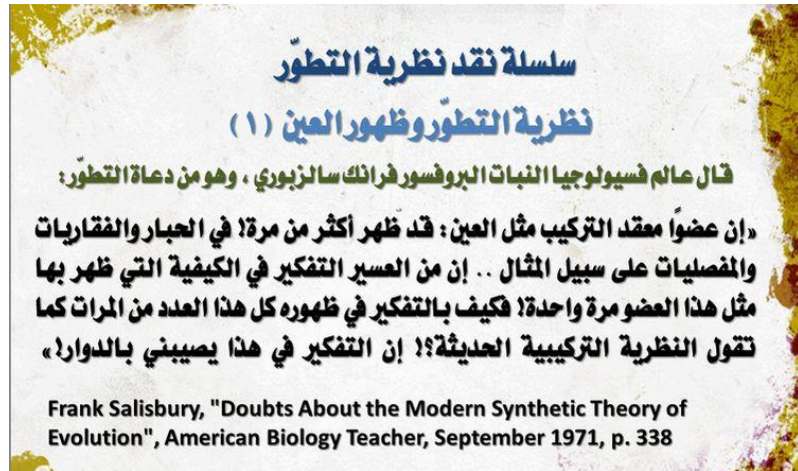 سلسلة نقد نظرية التطوّر
نظرية التطوّر وظهور العين (١)
قال عالم فسيولوجيا النبات البروفسور فرانك سالزبوري ، وهو من دعاة التطوّر:
«إن عضوًا معقد التركيب مثل العين: قد ظهر أكثر من مرة! في الحبار والفقاريات
والمفصليات على سبيل المثال .. إن من العسير التفكير في الكيفية التي ظهر بها
مثل هذا العضو مرة واحدة! فكيف بالتفكير في ظهوره كل هذا العدد من المرات كما
تقول النظرية التركيبية الحديثة؟! إن التفكير في هذا يصيبني بالدوار!»
Frank Salisbury, "Doubts About the Modern Synthetic Theory of
Evolution", American Biology Teacher, September 1971, p. 338